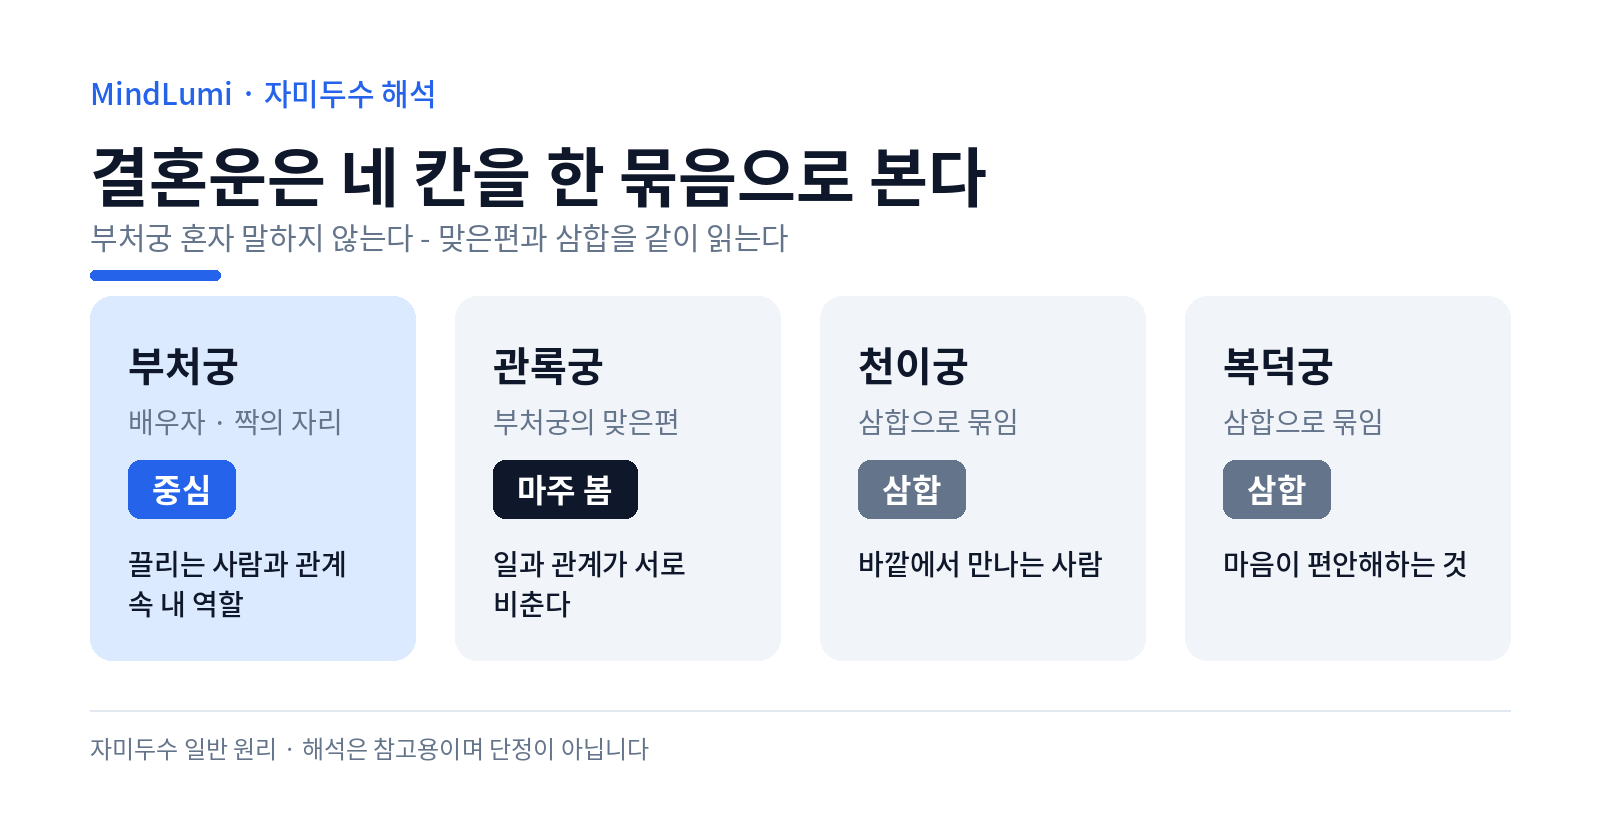 MindLumi · 자미두수 해석
결혼운은 네 칸을 한 묶음으로 본다
부처궁 혼자 말하지 않는다 - 맞은편과 삼합을 같이 읽는다
부처궁
배우자 · 짝의 자리
중심
끌리는 사람과 관계
속 내 역할
관록궁
부처궁의 맞은편
마주 봄
일과 관계가 서로
비춘다
천이궁
삼합으로 묶임
삼합
바깥에서 만나는 사람
복덕궁
삼합으로 묶임
삼합
마음이 편안해하는 것
자미두수 일반 원리 · 해석은 참고용이며 단정이 아닙니다